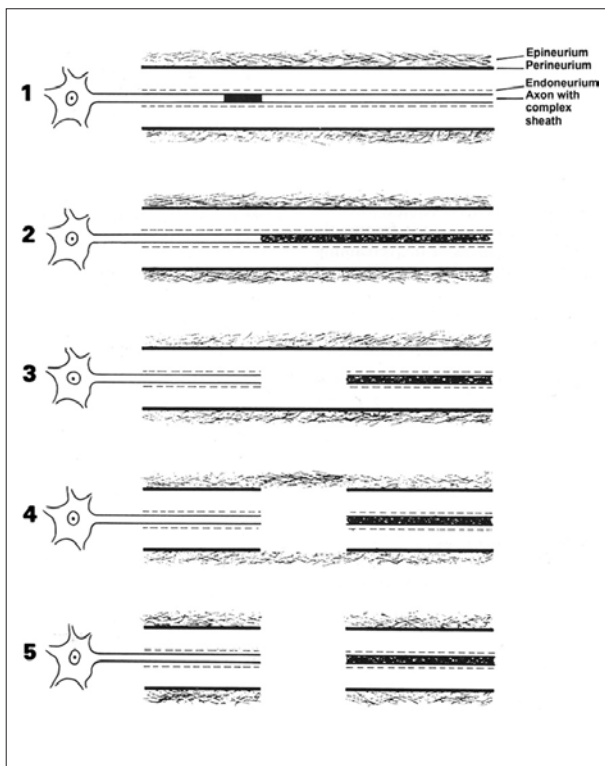 Epineurium
Perineurium
1
Endoneurium
Axon with
complex
sheath
2
3
4
5